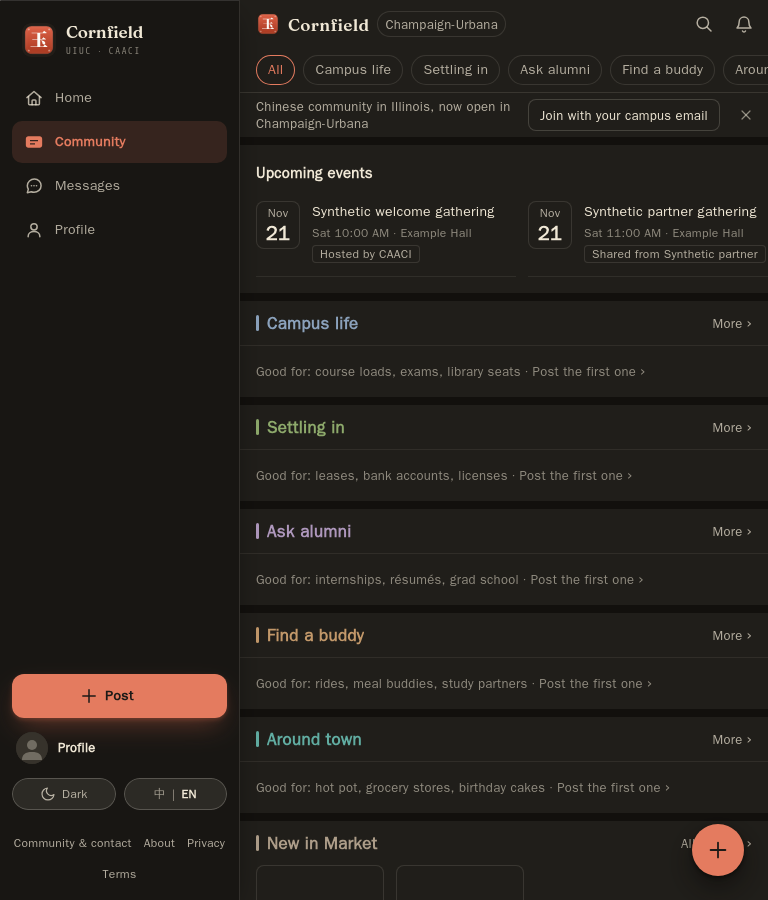 Cornfield
UIUC · CAACI
Home
Community
Messages
Profile
Post
Profile
Dark
中 | EN
Community & contact About Privacy
Terms
Cornfield Champaign-Urbana
All Campus life Settling in Ask alumni Find a buddy
Chinese community in Illinois, now open in
Champaign-Urbana
Join with your campus email
Upcoming events
Nov
21
Synthetic welcome gathering
Sat 10:00 AM · Example Hall
Hosted by CAACI
Nov
21
Synthetic partner gathering
Sat 11:00 AM · Example Hall
Shared from Synthetic partner
Campus life More ›
Good for: course loads, exams, library seats · Post the first one ›
Settling in More ›
Good for: leases, bank accounts, licenses · Post the first one ›
Ask alumni More ›
Good for: internships, résumés, grad school · Post the first one ›
Find a buddy More ›
Good for: rides, meal buddies, study partners · Post the first one ›
Around town More ›
Good for: hot pot, grocery stores, birthday cakes · Post the first one ›
New in Market